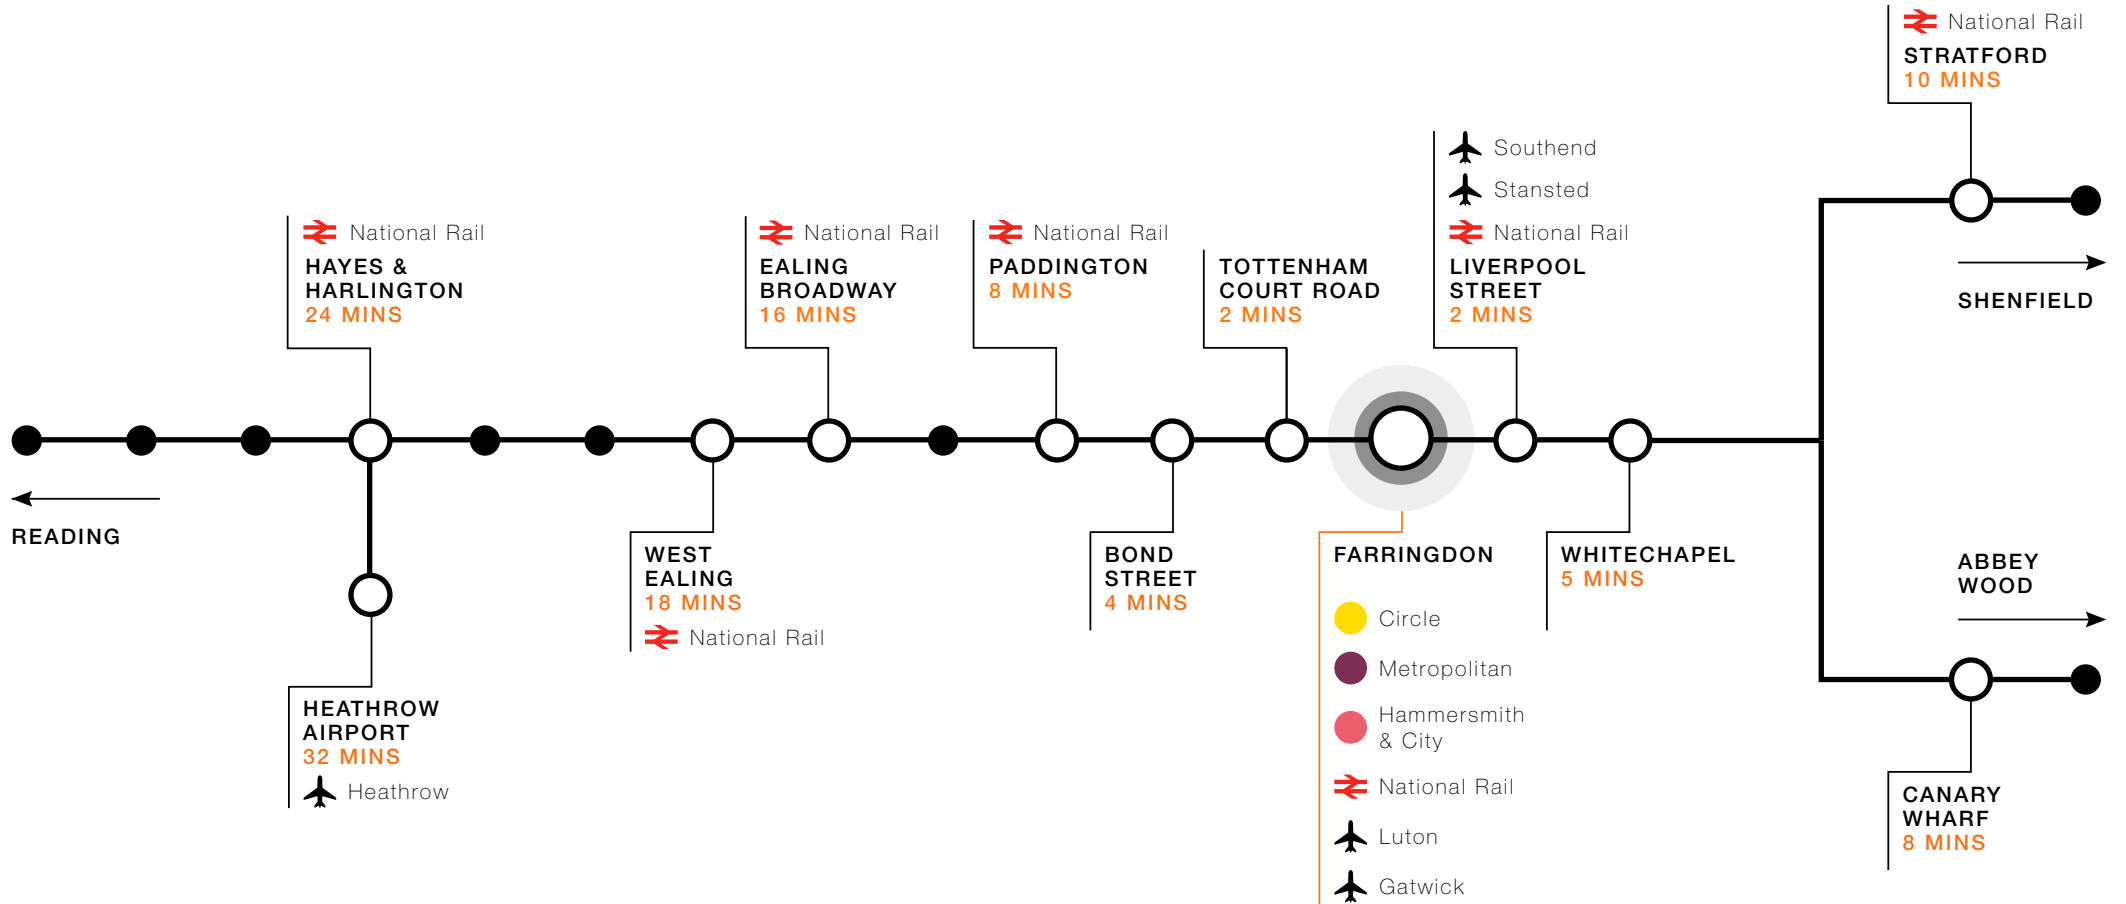 National Rail
STRATFORD
10 MINS
Southend
Stansted
National Rail
LIVERPOOL
STREET
2 MINS
National Rail
HAYES &
HARLINGTON
24 MINS
National Rail
EALING
BROADWAY
16 MINS
National Rail
PADDINGTON
8 MINS
TOTTENHAM
COURT ROAD
2 MINS
SHENFIELD
READING
WEST
EALING
18 MINS
National Rail
BOND
STREET
4 MINS
FARRINGDON
Circle
Metropolitan
Hammersmith
& City
National Rail
Luton
Gatwick
WHITECHAPEL
5 MINS
ABBEY
WOOD
HEATHROW
AIRPORT
32 MINS
Heathrow
CANARY
WHARF
8 MINS